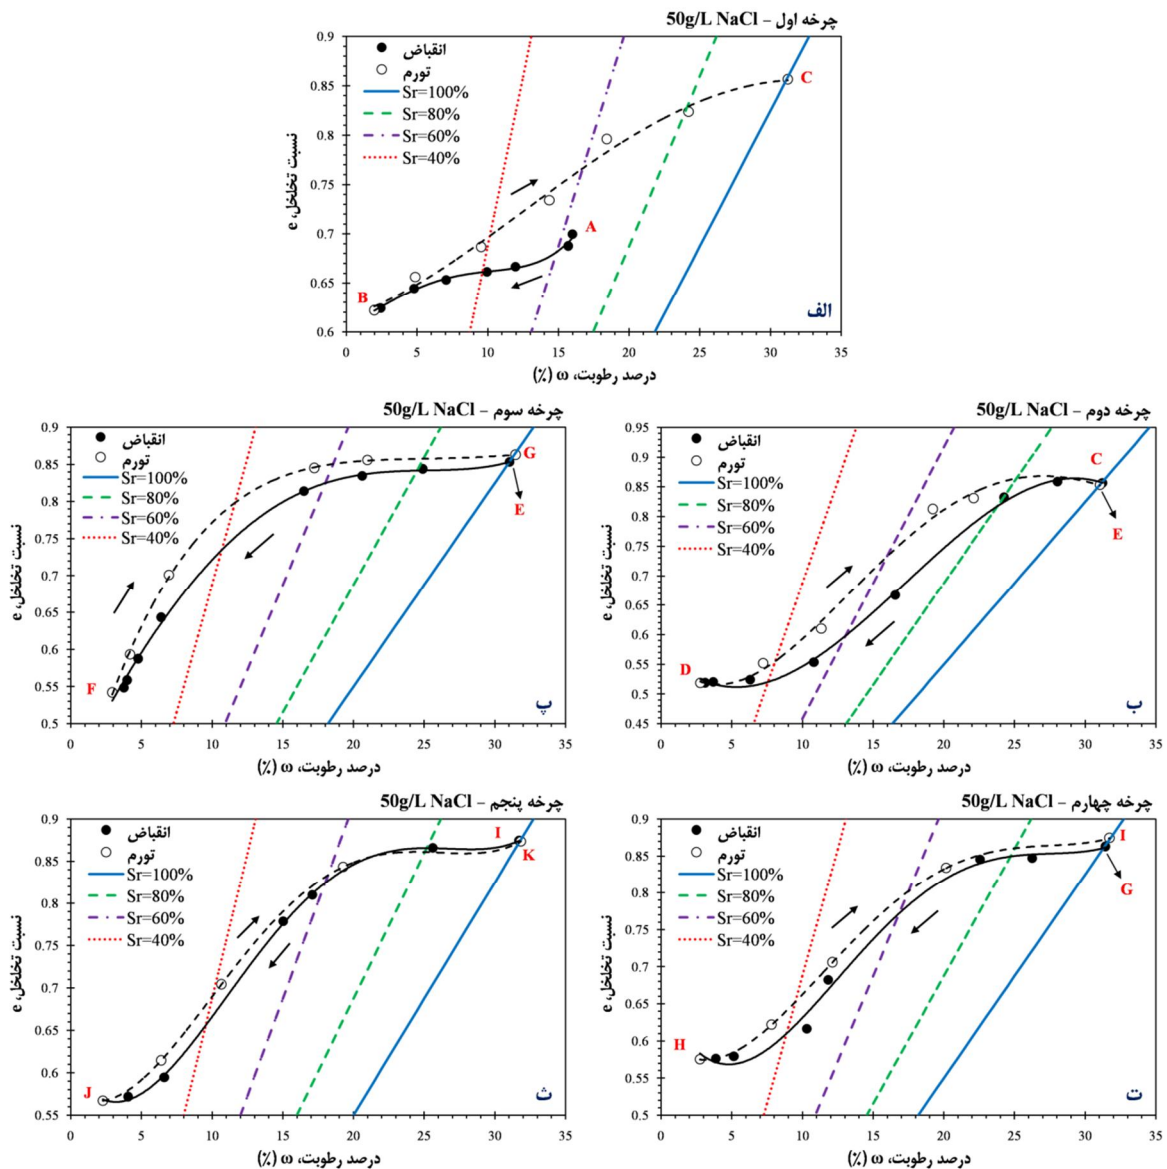 چرخه اول – 50g/L NaCl
انقباض
تورم
Sr=100%
Sr=80%
Sr=60%
Sr=40%
A
B
C
الف
نسبت تخلخل، e
0.9
0.85
0.8
0.75
0.7
0.65
0.6
0 5 10 15 20 25 30 35
درصد رطوبت، ω (%)
چرخه دوم – 50g/L NaCl
انقباض
تورم
Sr=100%
Sr=80%
Sr=60%
Sr=40%
C
E
D
ب
نسبت تخلخل، e
0.95
0.9
0.85
0.8
0.75
0.7
0.65
0.6
0.55
0.5
0.45
0 5 10 15 20 25 30 35
درصد رطوبت، ω (%)
چرخه سوم – 50g/L NaCl
انقباض
تورم
Sr=100%
Sr=80%
Sr=60%
Sr=40%
G
E
F
پ
نسبت تخلخل، e
0.9
0.85
0.8
0.75
0.7
0.65
0.6
0.55
0.5
0 5 10 15 20 25 30 35
درصد رطوبت، ω (%)
چرخه چهارم – 50g/L NaCl
انقباض
تورم
Sr=100%
Sr=80%
Sr=60%
Sr=40%
I
G
H
ت
نسبت تخلخل، e
0.9
0.85
0.8
0.75
0.7
0.65
0.6
0.55
0.5
0 5 10 15 20 25 30 35
درصد رطوبت، ω (%)
چرخه پنجم – 50g/L NaCl
انقباض
تورم
Sr=100%
Sr=80%
Sr=60%
Sr=40%
I
K
J
ث
نسبت تخلخل، e
0.9
0.85
0.8
0.75
0.7
0.65
0.6
0.55
0 5 10 15 20 25 30 35
درصد رطوبت، ω (%)